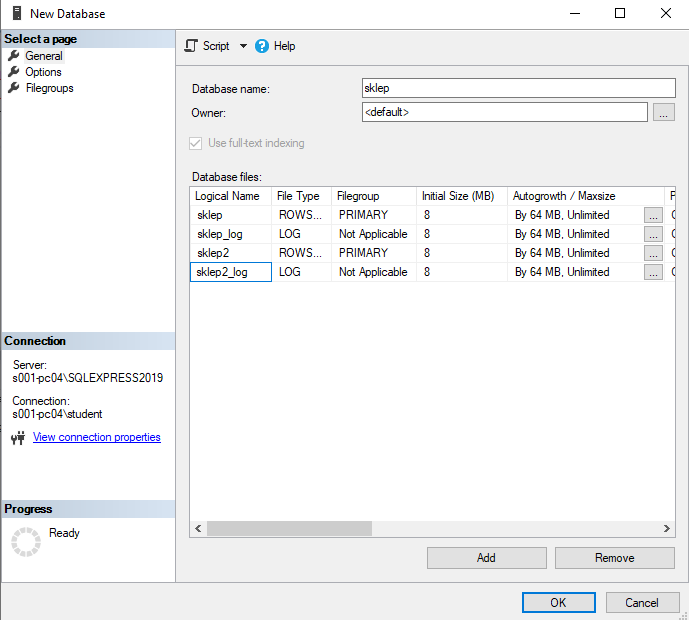 New Database
Select a page
General
Options
Filegroups
Script Help
Database name: sklep
Owner: <default> ...
Use full-text indexing
Database files:
Logical Name File Type Filegroup Initial Size (MB) Autogrowth / Maxsize
sklep ROWS... PRIMARY 8 By 64 MB, Unlimited ...
sklep_log LOG Not Applicable 8 By 64 MB, Unlimited ...
sklep2 ROWS... PRIMARY 8 By 64 MB, Unlimited ...
sklep2_log LOG Not Applicable 8 By 64 MB, Unlimited ...
Connection
Server:
s001-pc04\SQLEXPRESS2019
Connection:
s001-pc04\student
View connection properties
Progress
Ready
Add Remove
OK Cancel